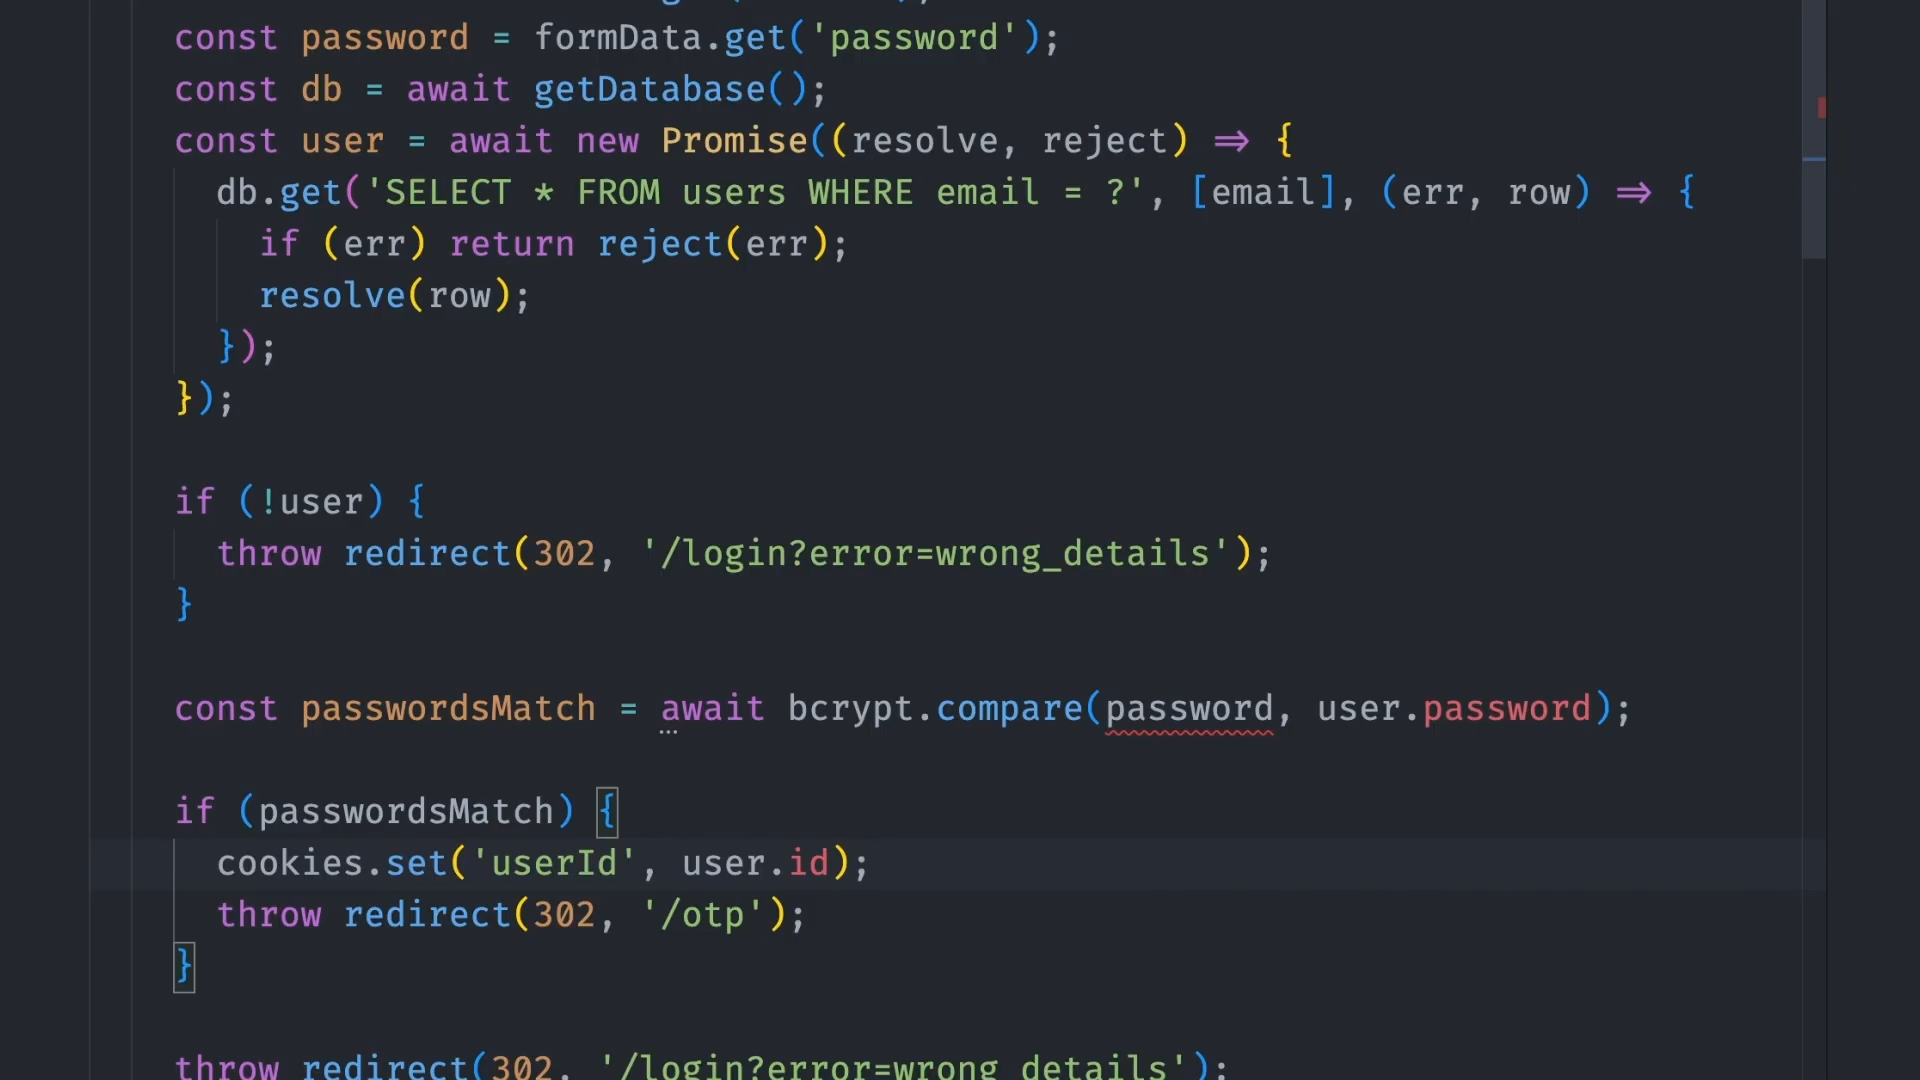 const password = formData.get('password');
const db = await getDatabase();
const user = await new Promise((resolve, reject) => {
db.get('SELECT * FROM users WHERE email = ?', [email], (err, row) => {
if (err) return reject(err);
resolve(row);
});
});
if (!user) {
throw redirect(302, '/login?error=wrong_details');
}
const passwordsMatch = await bcrypt.compare(password, user.password);
if (passwordsMatch) {
cookies.set('userId', user.id);
throw redirect(302, '/otp');
}
throw redirect(302, '/login?error=wrong_details');